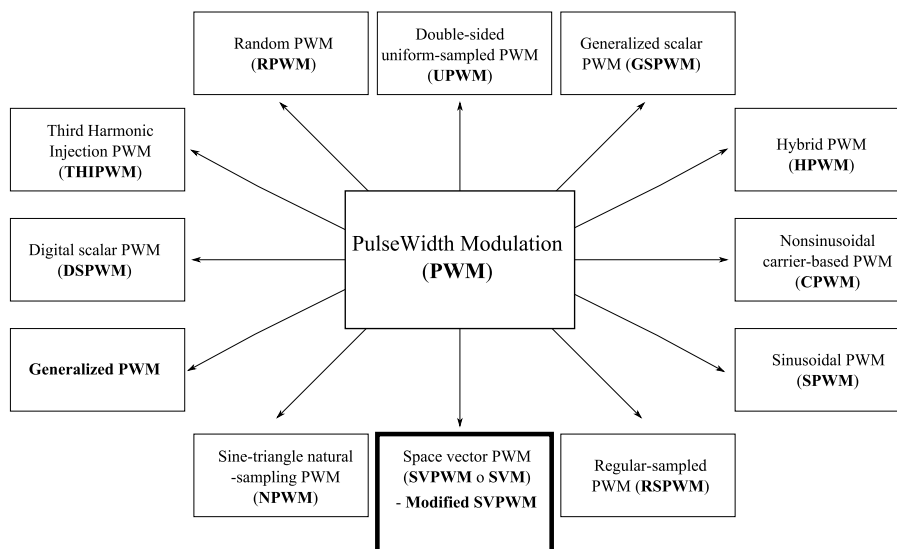 Random PWM
(RPWM)
Double-sided
uniform-sampled PWM
(UPWM)
Generalized scalar
PWM (GSPWM)
Third Harmonic
Injection PWM
(THIPWM)
Hybrid PWM
(HPWM)
PulseWidth Modulation
(PWM)
Digital scalar PWM
(DSPWM)
Nonsinusoidal
carrier-based PWM
(CPWM)
Generalized PWM
Sinusoidal PWM
(SPWM)
Sine-triangle natural
-sampling PWM
(NPWM)
Space vector PWM
(SVPWM o SVM)
- Modified SVPWM
Regular-sampled
PWM (RSPWM)